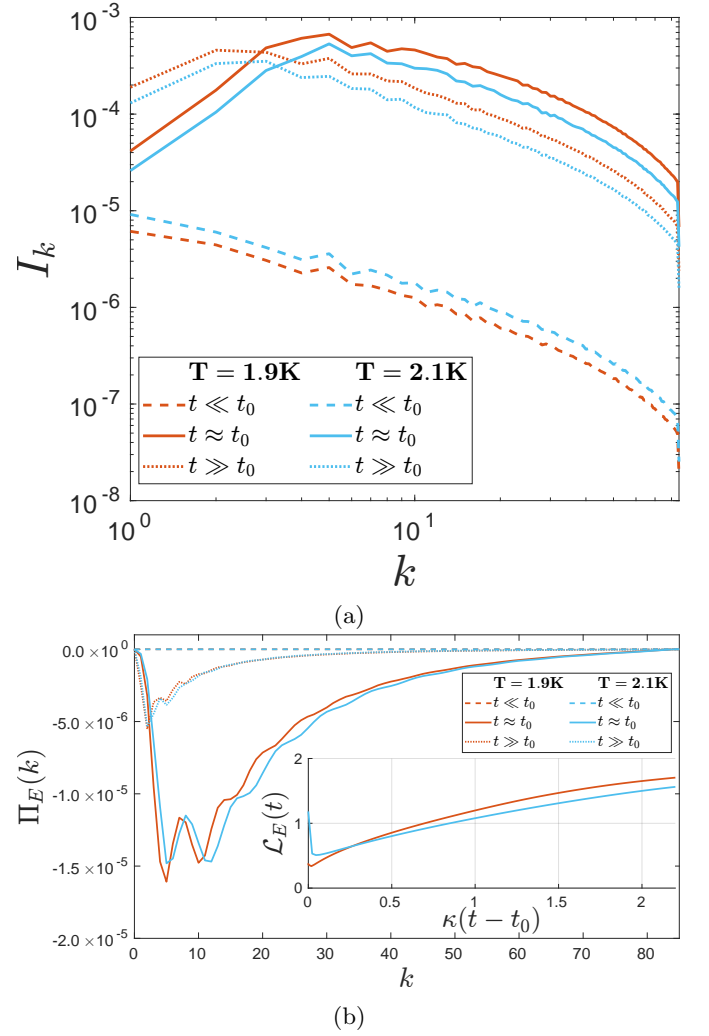 10^-3
10^-4
10^-5
10^-6
10^-7
10^-8
I_k
T = 1.9K T = 2.1K
t ≪ t_0 t ≪ t_0
t ≈ t_0 t ≈ t_0
t ≫ t_0 t ≫ t_0
10^0 10^1
k
(a)
0.0 × 10^0
-5.0 × 10^-6
-1.0 × 10^-5
-1.5 × 10^-5
-2.0 × 10^-5
Π_E(k)
T = 1.9K T = 2.1K
t ≪ t_0 t ≪ t_0
t ≈ t_0 t ≈ t_0
t ≫ t_0 t ≫ t_0
ℒ_E(t)
2
1
0
0 0.5 1 1.5 2
κ(t − t_0)
0 10 20 30 40 50 60 70 80
k
(b)